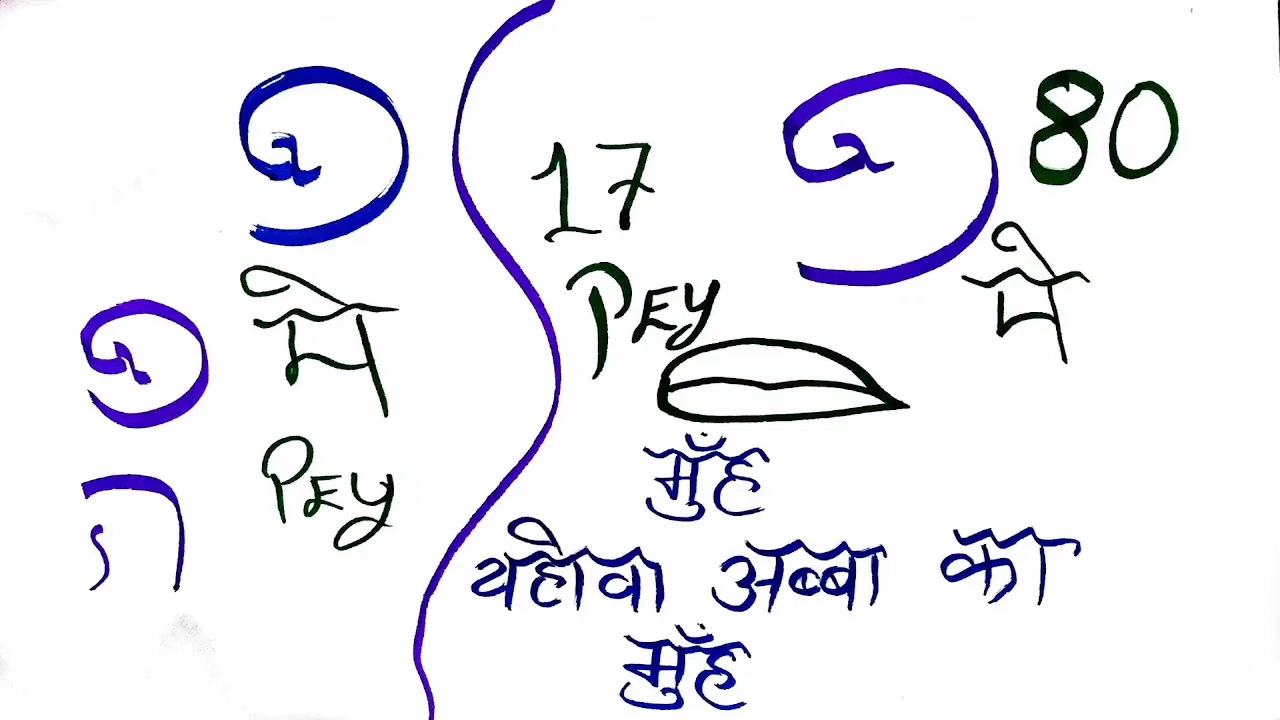 פ
पे
פ
PEY
ה
17 פ 80
PEY पे
मुँह
यहोवा अब्बा का
मुँह